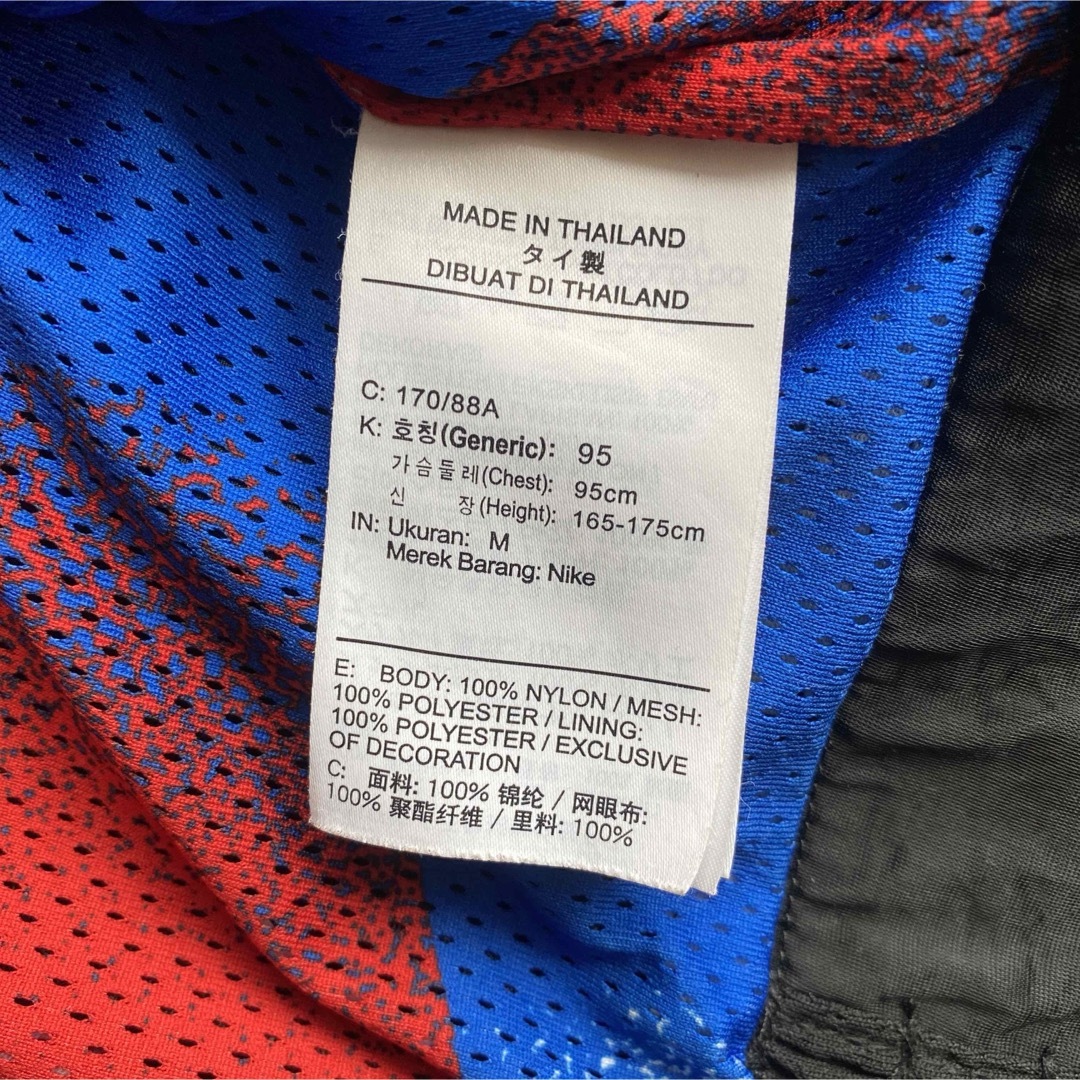 MADE IN THAILAND
タイ製
DIBUAT DI THAILAND
C: 170/88A
K: 호칭(Generic): 95
가슴둘레(Chest): 95cm
신 장(Height): 165-175cm
IN: Ukuran: M
Merek Barang: Nike
E: BODY: 100% NYLON / MESH:
100% POLYESTER / LINING:
100% POLYESTER / EXCLUSIVE
OF DECORATION
C: 面料: 100% 锦纶 / 网眼布:
100% 聚酯纤维 / 里料: 100%